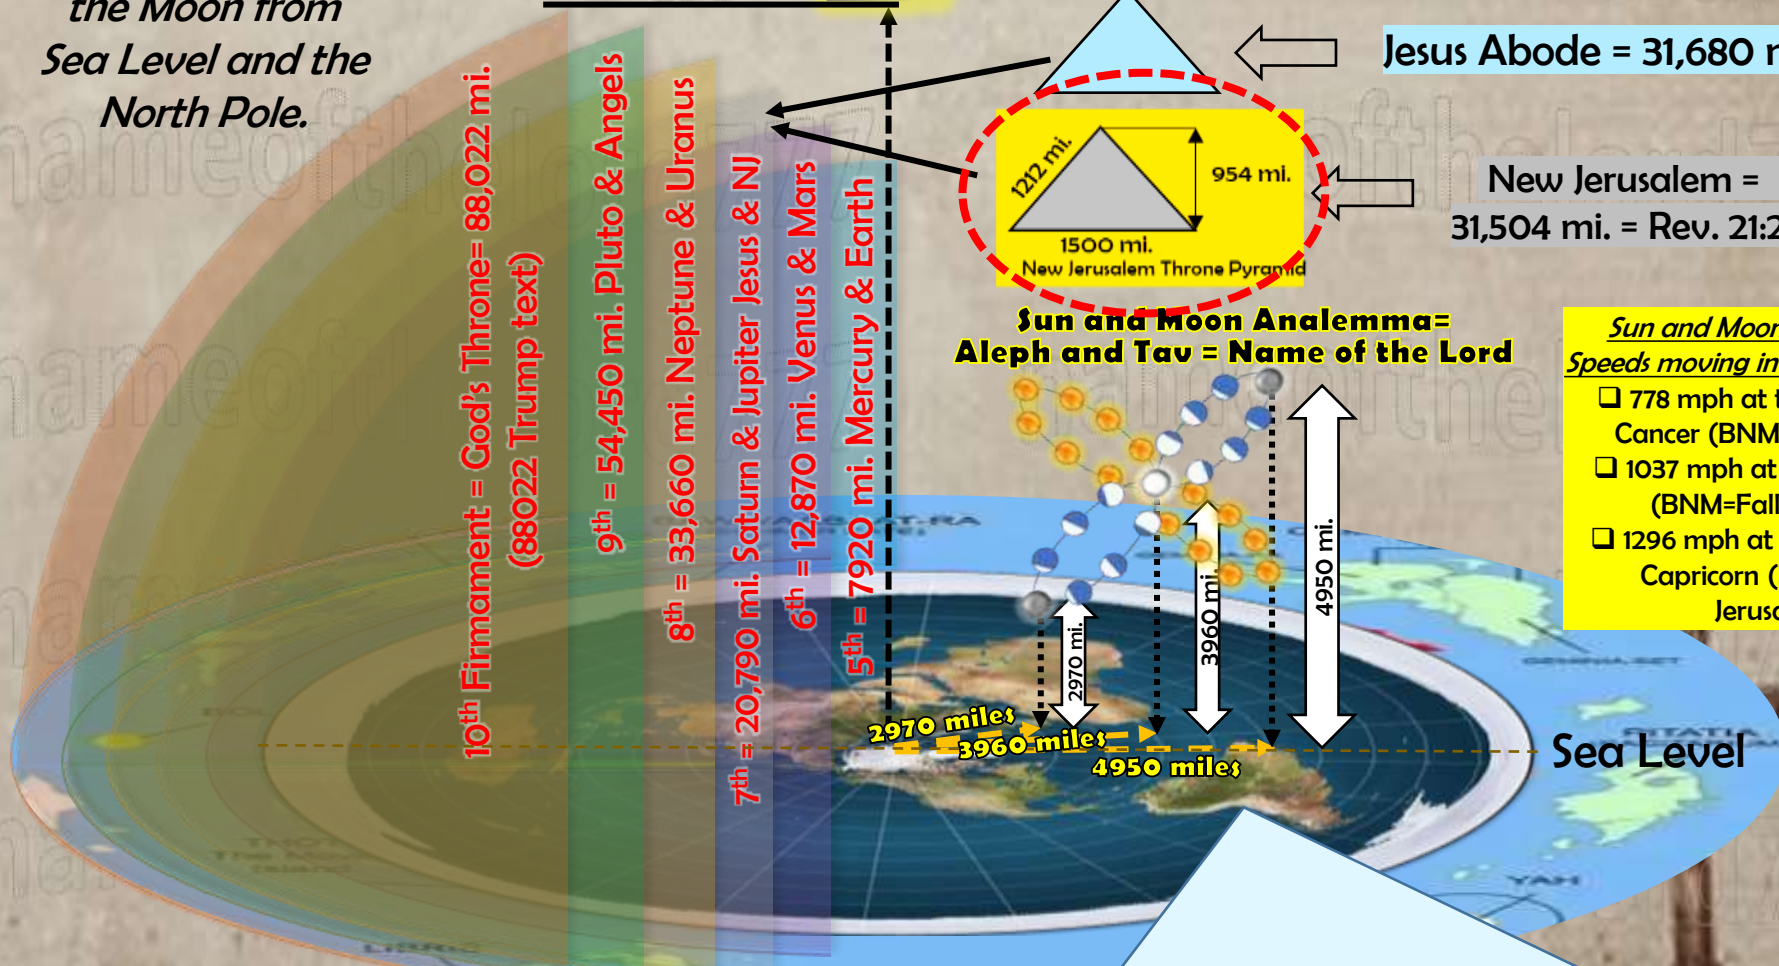 the Moon from
Sea Level and the
North Pole.
10th Firmament = God's Throne= 88,022 mi.
(88022 Trump text)
9th = 54,450 mi. Pluto & Angels
8th = 33,660 mi. Neptune & Uranus
7th = 20,790 mi. Saturn & Jupiter Jesus & NJ
6th = 12,870 mi. Venus & Mars
5th = 7920 mi. Mercury & Earth
Jesus Abode = 31,680
1212 mi.
954 mi.
1500 mi.
New Jerusalem Throne Pyramid
New Jerusalem =
31,504 mi. = Rev. 21:2
Sun and Moon Analemma=
Aleph and Tav = Name of the Lord
Sun and Moon
Speeds moving in
❑ 778 mph at
Cancer (BNM
❑ 1037 mph at
(BNM=Fall
❑ 1296 mph at
Capricorn (
2970 mi.
3960 mi.
4950 mi.
2970 miles
3960 miles
4950 miles
Sea Level
YAH